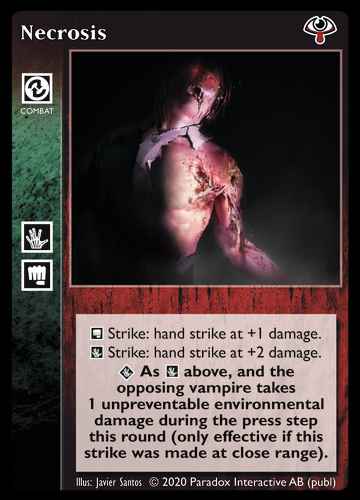 Necrosis
COMBAT
Strike: hand strike at +1 damage.
Strike: hand strike at +2 damage.
As above, and the
opposing vampire takes
1 unpreventable environmental
damage during the press step
this round (only effective if this
strike was made at close range).
Illus: Javier Santos © 2020 Paradox Interactive AB (publ)